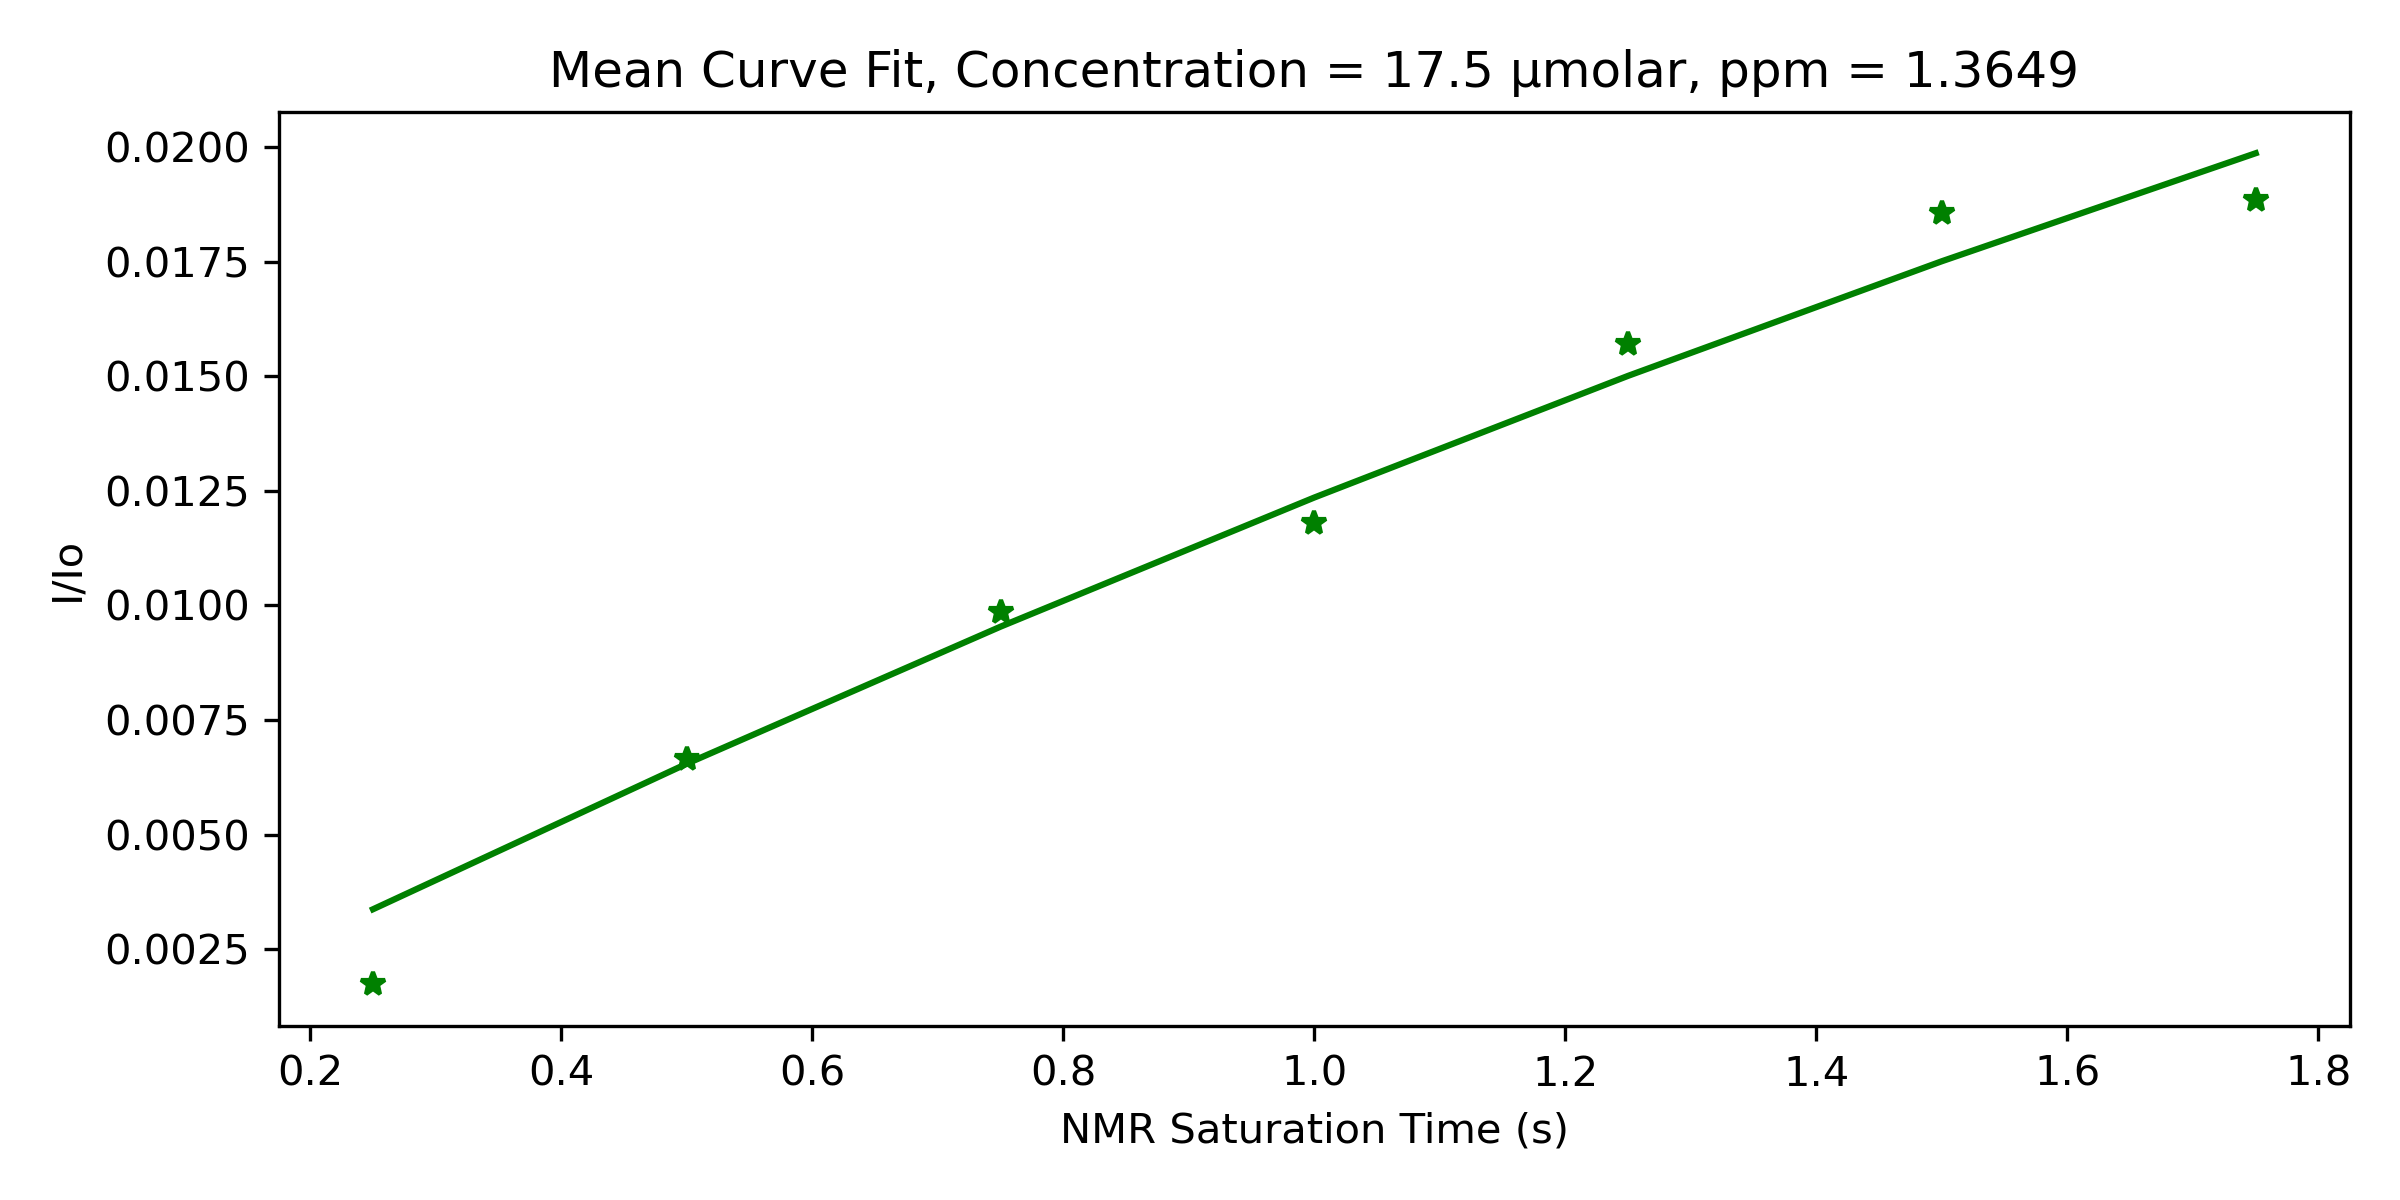 Mean Curve Fit, Concentration = 17.5 μmolar, ppm = 1.3649
0.0200
0.0175
0.0150
0.0125
0.0100
0.0075
0.0050
0.0025
I/Io
0.2 0.4 0.6 0.8 1.0 1.2 1.4 1.6 1.8
NMR Saturation Time (s)